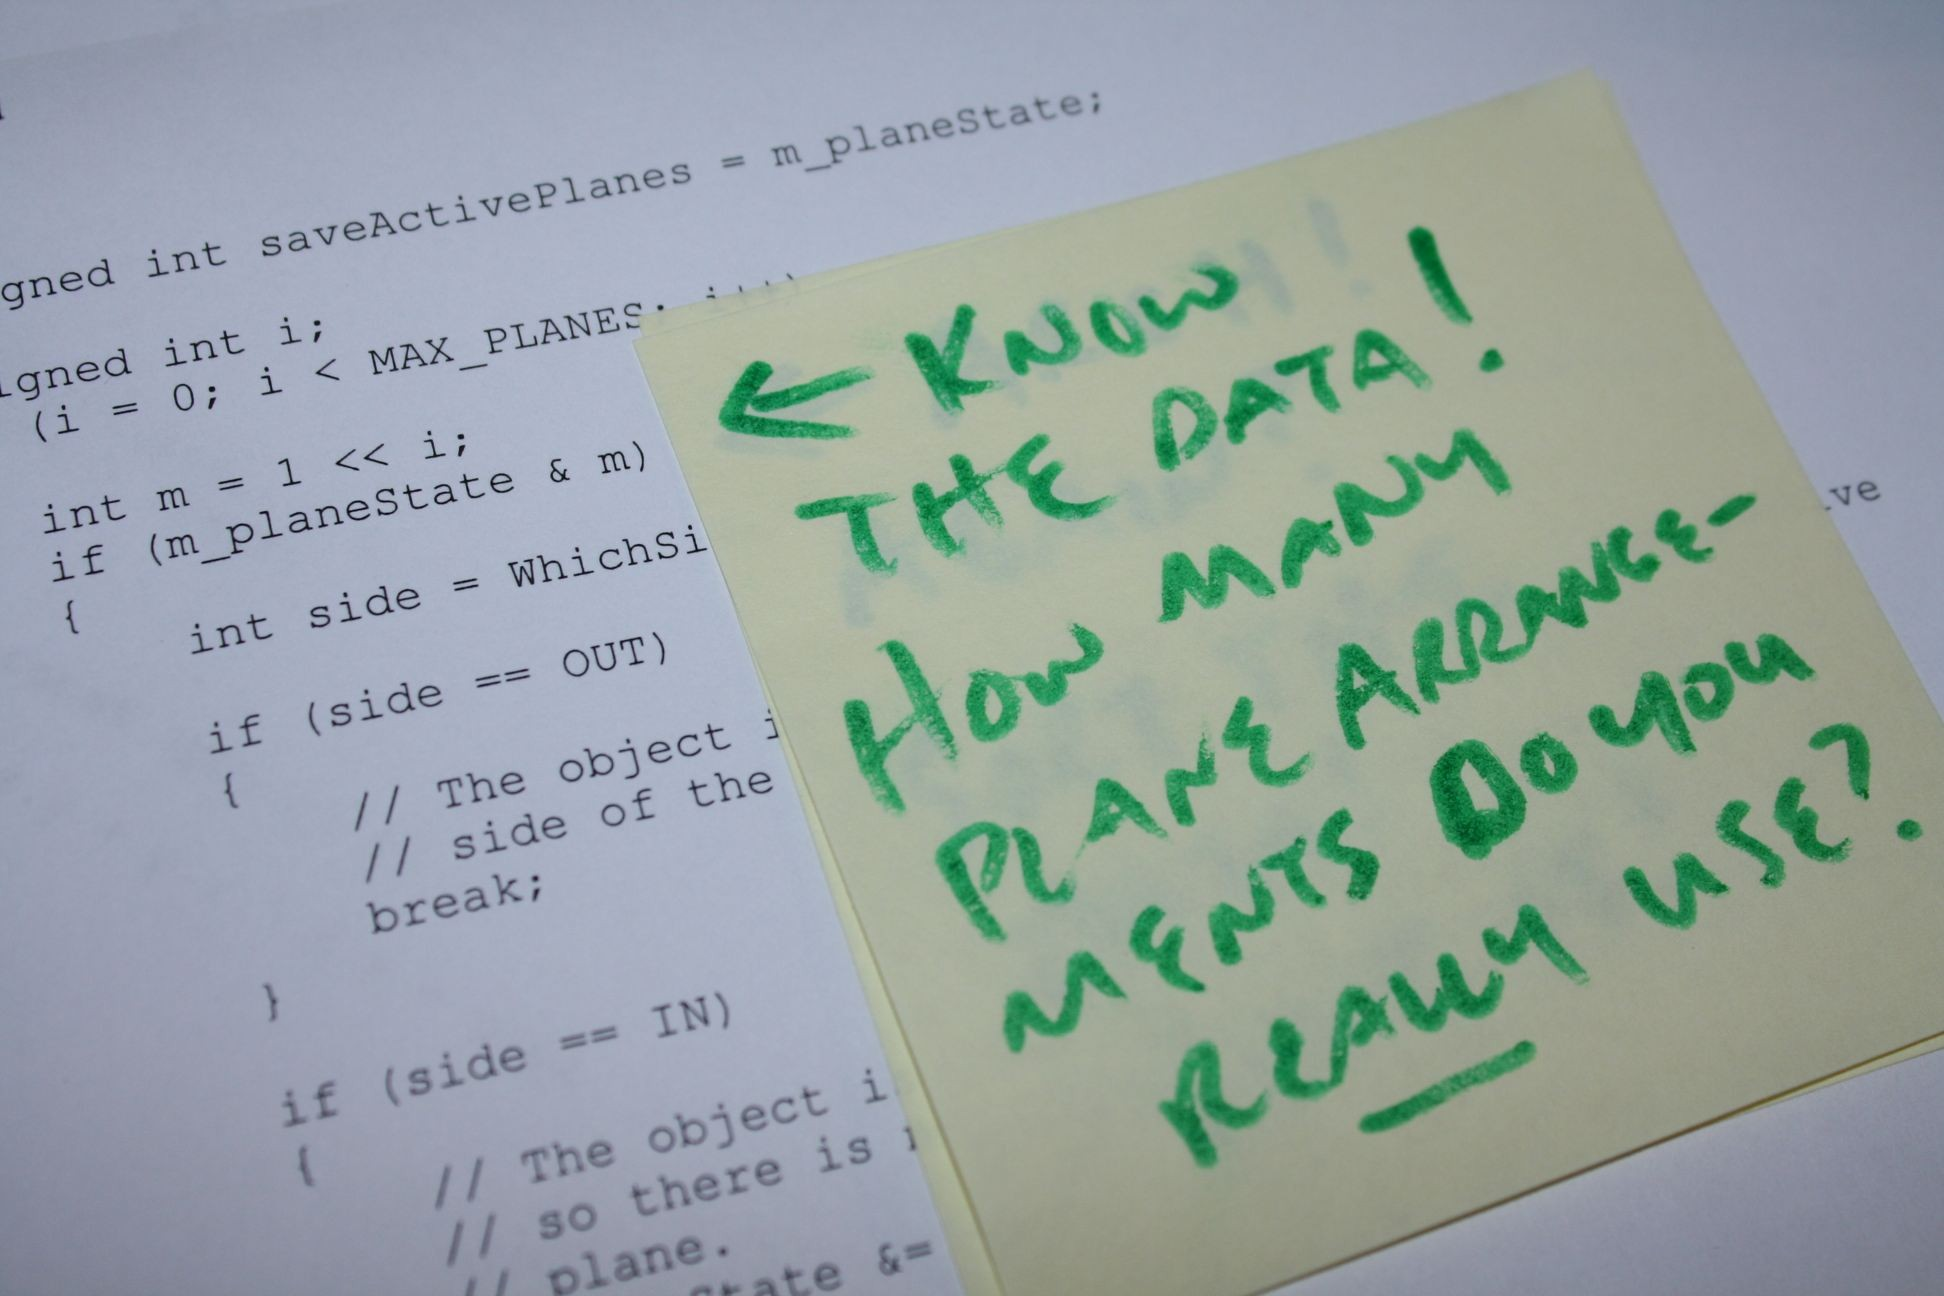 gned int saveActivePlanes = m_planeState;
igned int i;
(i = 0; i < MAX_PLANES; i++)
int m = 1 << i;
if (m_planeState & m)
{
int side = WhichSi
ve
if (side == OUT)
{
// The object i
// side of the
break;
}
if (side == IN)
{
// The object i
// so there is
// plane.
State &=
← KNOW
THE DATA!
HOW MANY
PLANE ARRANGE-
MENTS DO YOU
REALLY USE?